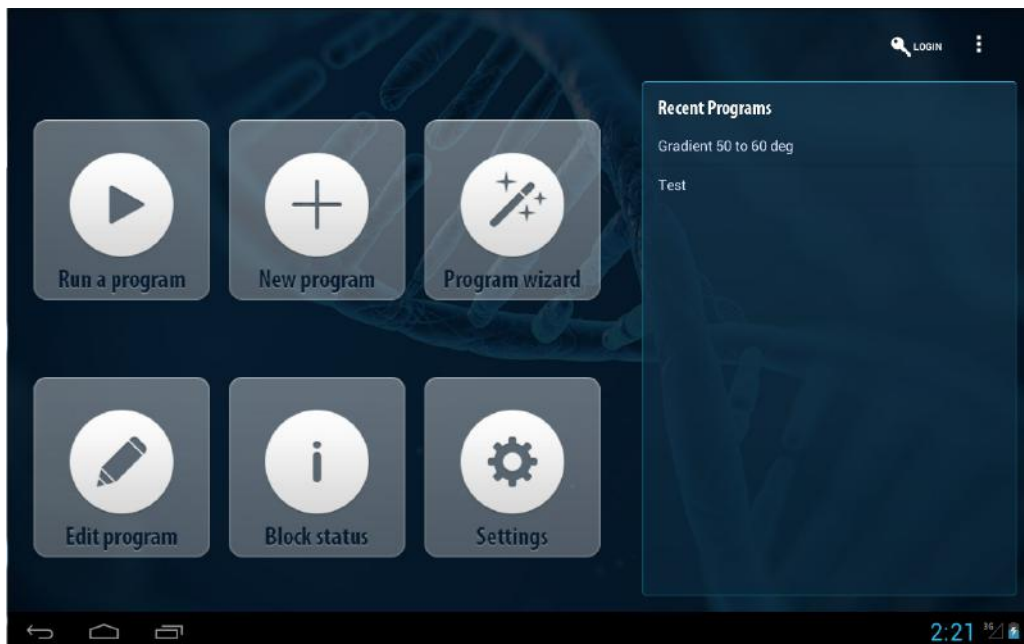 LOGIN
Recent Programs
Gradient 50 to 60 deg
Test
Run a program
New program
Program wizard
Edit program
Block status
Settings
2:21
3G